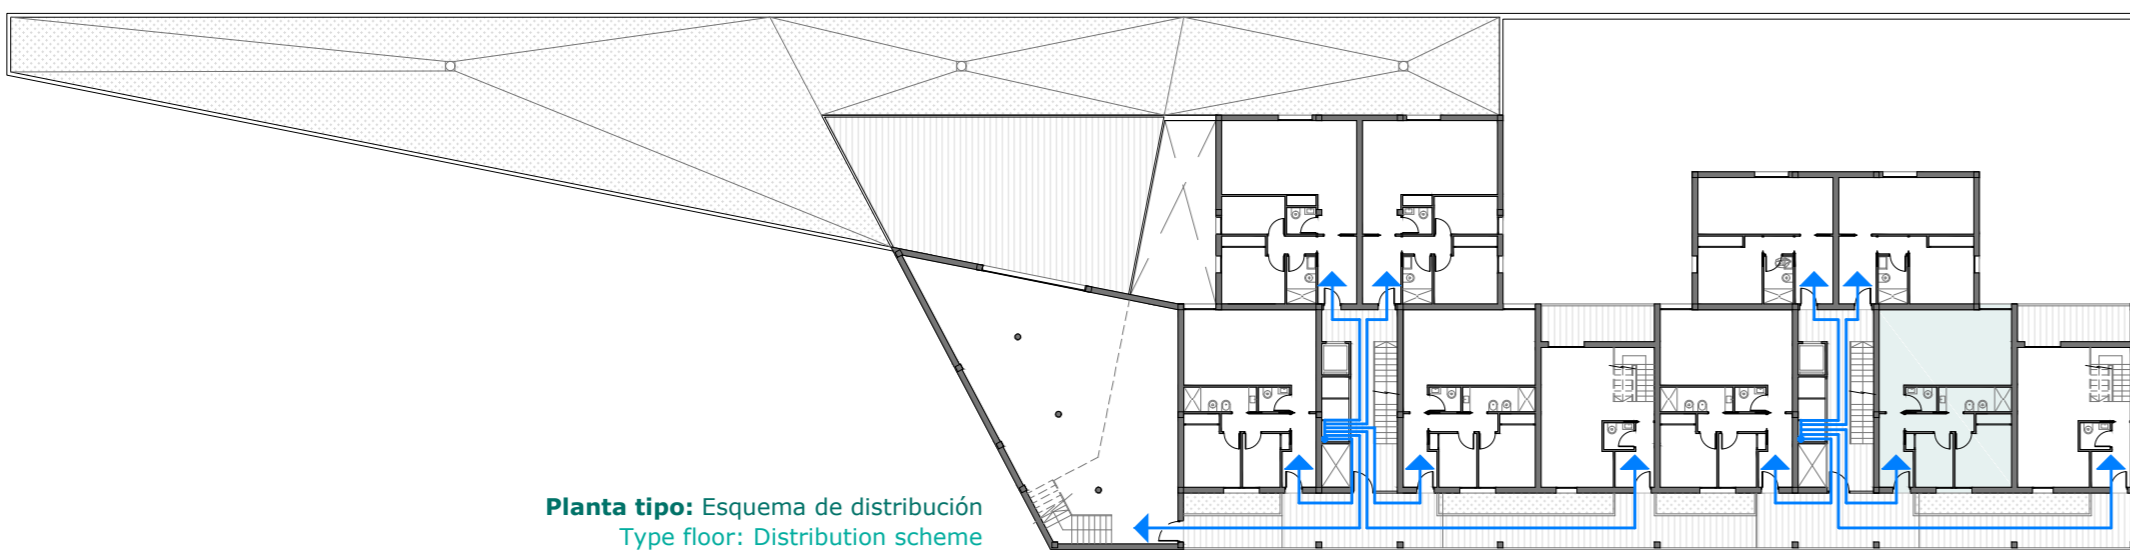 Planta tipo: Esquema de distribución
Type floor: Distribution scheme